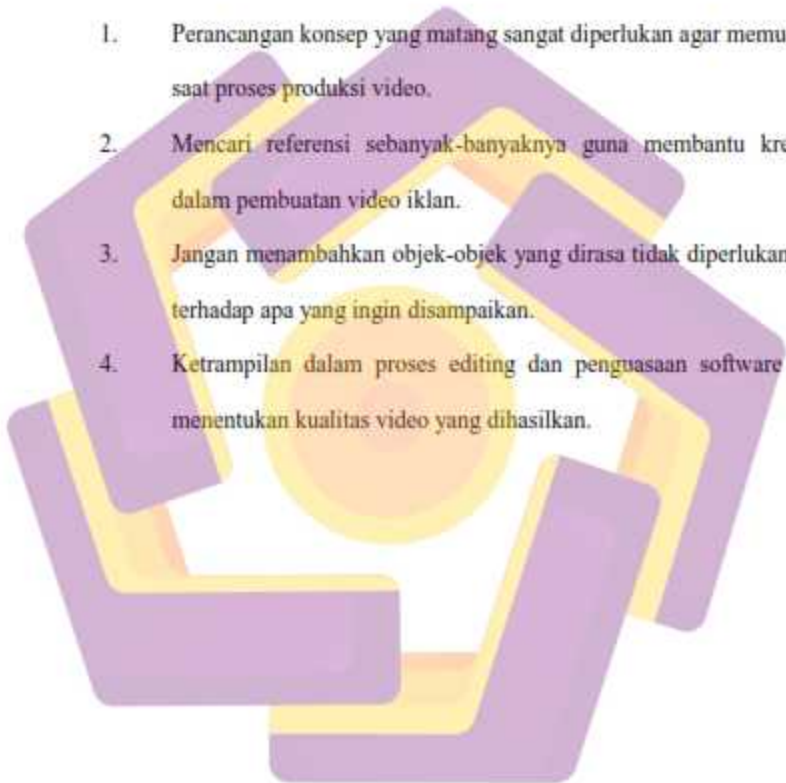 1. Perancangan konsep yang matang sangat diperlukan agar memu
saat proses produksi video.
2. Mencari referensi sebanyak-banyaknya guna membantu kre
dalam pembuatan video iklan.
3. Jangan menambahkan objek-objek yang dirasa tidak diperlukan
terhadap apa yang ingin disampaikan.
4. Ketrampilan dalam proses editing dan penguasaan software
menentukan kualitas video yang dihasilkan.